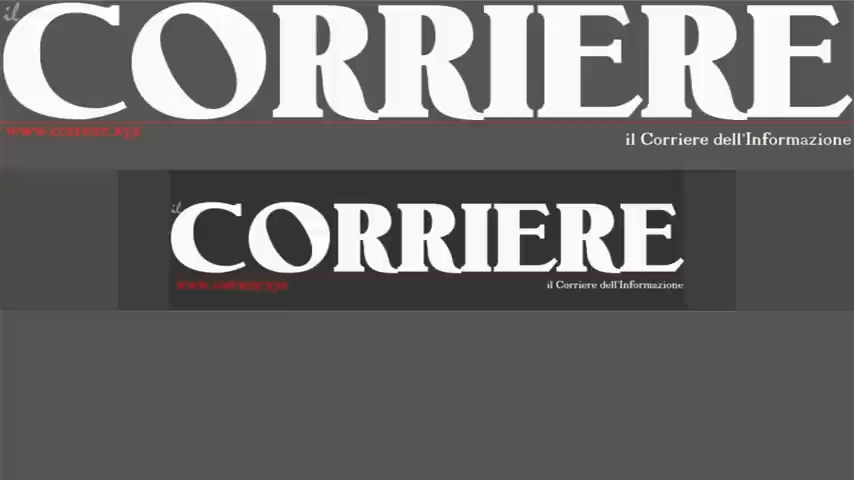 il
CORRIERE
il Corriere dell'Informazione
il
CORRIERE
il Corriere dell'Informazione